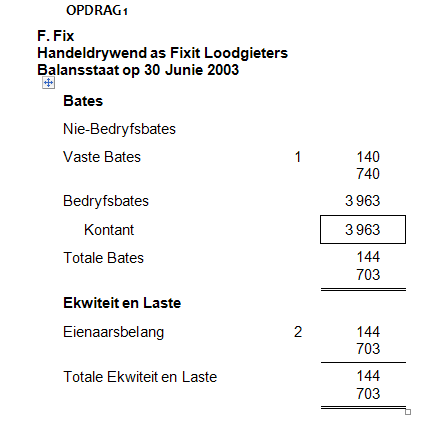 OPDRAG1
F. Fix
Handeldrywend as Fixit Loodgieters
Balansstaat op 30 Junie 2003
Bates
Nie-Bedryfsbates
Vaste Bates 1 140
740
Bedryfsbates 3 963
Kontant 3 963
Totale Bates 144
703
Ekwiteit en Laste
Eienaarsbelang 2 144
703
Totale Ekwiteit en Laste 144
703